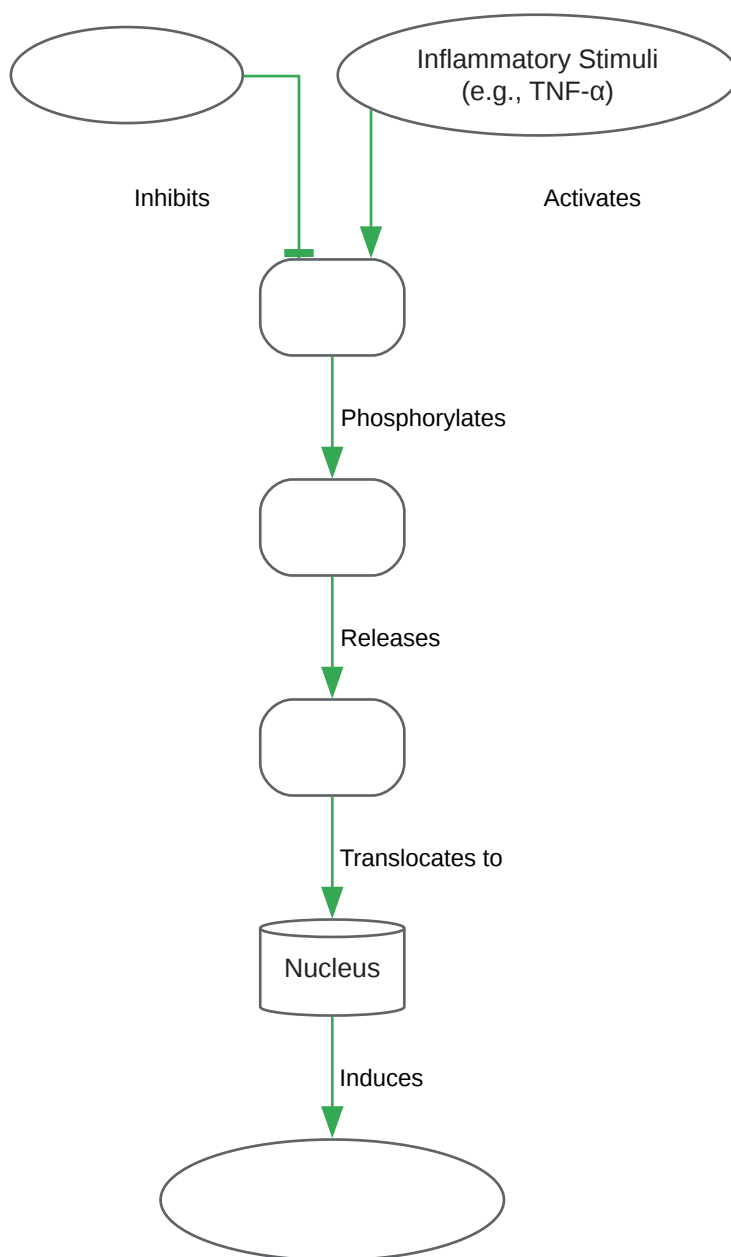 Inflammatory Stimuli
(e.g., TNF-α)
Inhibits
Activates
Phosphorylates
Releases
Translocates to
Nucleus
Induces